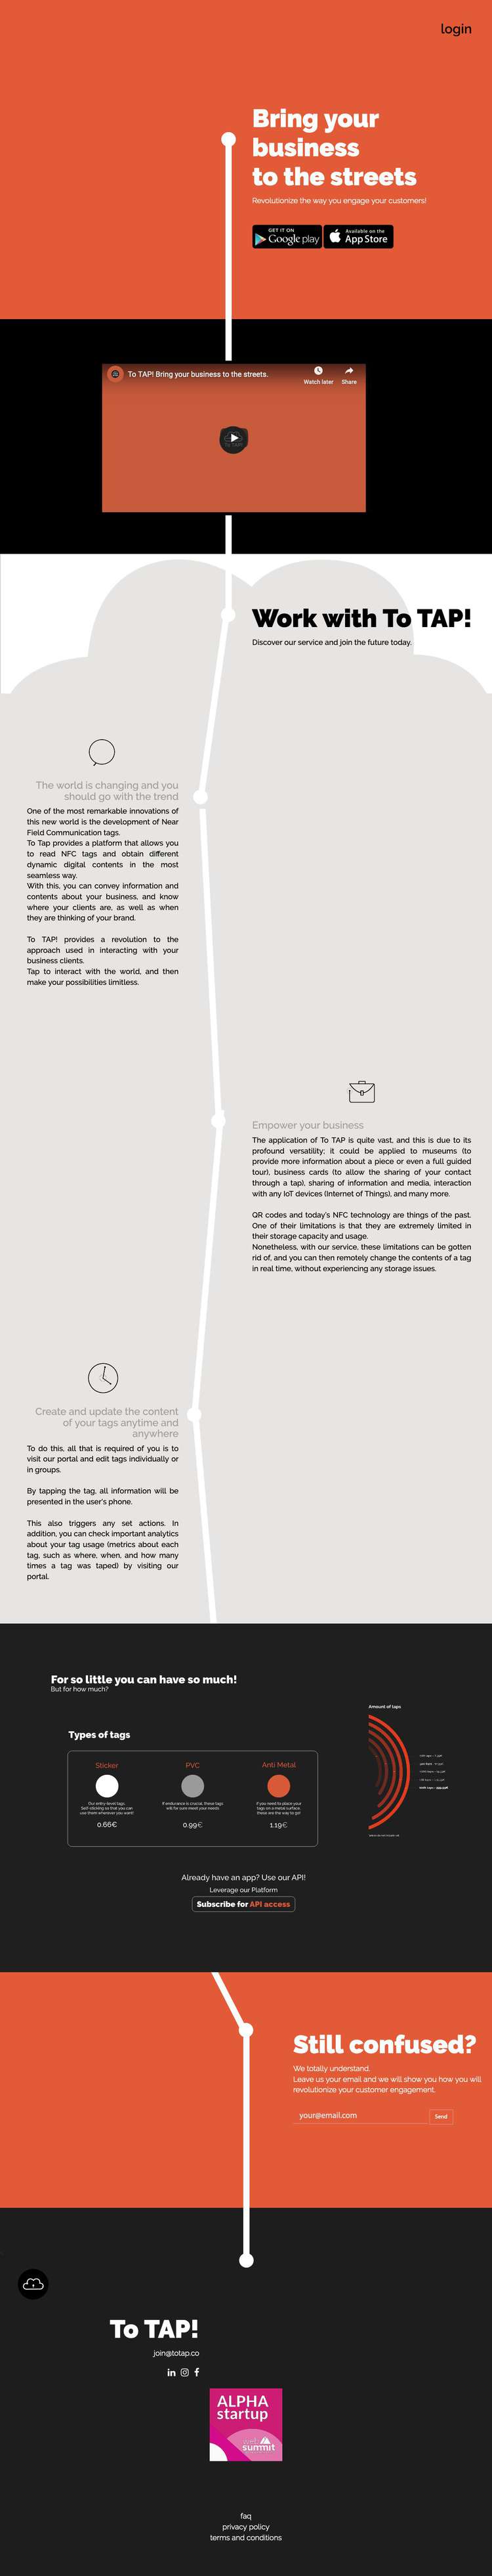 login
Bring your
business
to the streets
Revolutionize the way you engage your customers!
GET IT ON
Google play
Available on the
App Store
To TAP! Bring your business to the streets.
Watch later
Share
Work with To TAP!
Discover our service and join the future today.
The world is changing and you
should go with the trend
One of the most remarkable innovations of
this new world is the development of Near
Field Communication tags.
To Tap provides a platform that allows you
to read NFC tags and obtain different
dynamic digital contents in the most
seamless way.
With this, you can convey information and
contents about your business, and know
where your clients are, as well as when
they are thinking of your brand.
To TAP! provides a revolution to the
approach used in interacting with your
business clients.
Tap to interact with the world, and then
make your possibilities limitless.
Empower your business
The application of To TAP is quite vast, and this is due to its
profound versatility; it could be applied to museums (to
provide more information about a piece or even a full guided
tour), business cards (to allow the sharing of your contact
through a tap), sharing of information and media, interaction
with any IoT devices (Internet of Things), and many more.
QR codes and today's NFC technology are things of the past.
One of their limitations is that they are extremely limited in
their storage capacity and usage.
Nonetheless, with our service, these limitations can be gotten
rid of, and you can then remotely change the contents of a tag
in real time, without experiencing any storage issues.
Create and update the content
of your tags anytime and
anywhere
To do this, all that is required of you is to
visit our portal and edit tags individually or
in groups.
By tapping the tag, all information will be
presented in the user's phone.
This also triggers any set actions. In
addition, you can check important analytics
about your tag usage (metrics about each
tag, such as where, when, and how many
times a tag was taped) by visiting our
portal.
For so little you can have so much!
But for how much?
Amount of taps
Types of tags
Sticker
Our entry-level tags.
Self-sticking so that you can
use them wherever you want!
0.66€
PVC
If endurance is crucial, these tags
will for sure meet your needs
0.99€
Anti Metal
If you need to place your
tags on a metal surface,
these are the way to go!
1.19€
Already have an app? Use our API!
Leverage our Platform
Subscribe for API access
Still confused?
We totally understand.
Leave us your email and we will show you how you will
revolutionize your customer engagement.
your@email.com
Send
To TAP!
join@totap.co
ALPHA
startup
web
summit
faq
privacy policy
terms and conditions